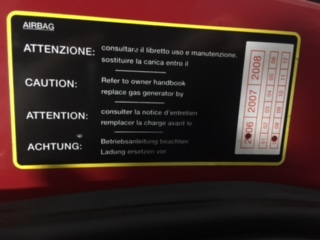 AIRBAG
ATTENZIONE: consultare il libretto uso e manutenzione,
sostituire la carica entro il
CAUTION: Refer to owner handbook
replace gas generator by
ATTENTION: consulter la notice d'entretien
remplacer la charge avant le
ACHTUNG: Betriebsanleitung beachten
Ladung ersetzen vor
2006 2007 2008